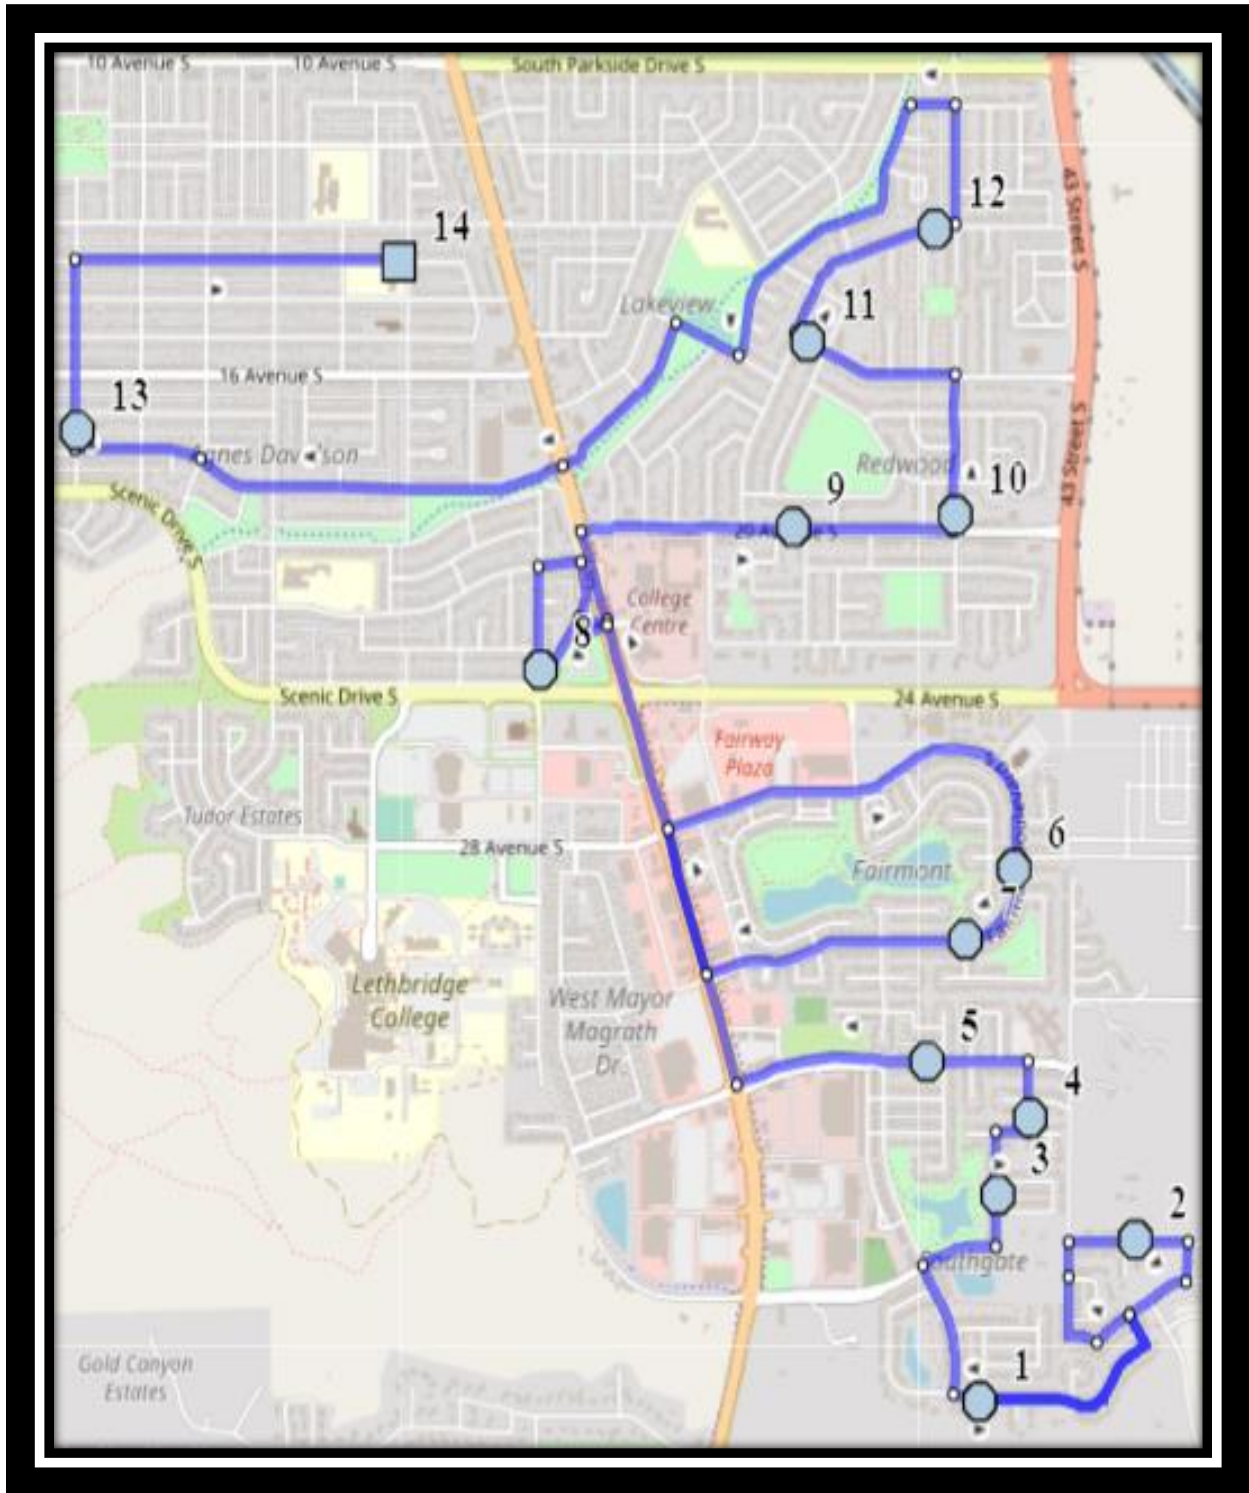 10 Avenue S
10 Avenue S
South Parkside Drive S
43 Street S
12
14
Lakeview
11
16 Avenue S
13
43 Street S
Redwood
9
10
Scenic Drive S
College
Centre
8
Scenic Drive S
24 Avenue S
Fairway
Plaza
Tudor Estates
6
28 Avenue S
Fairmont
Lethbridge
College
West Mayor
Magrath
Dr.
5
4
3
2
Southgate
1
Gold Canyon
Estates